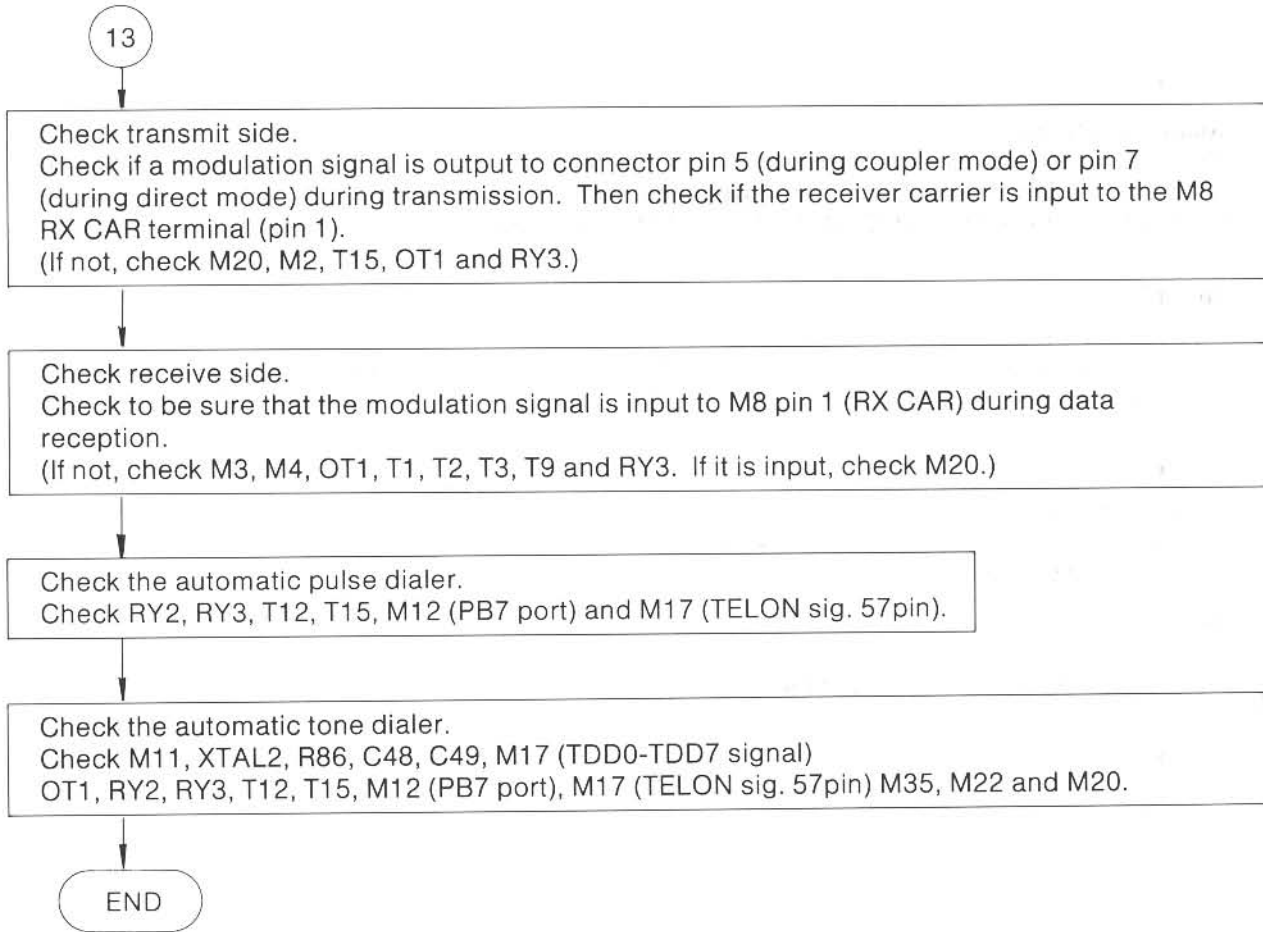 13
Check transmit side.
Check if a modulation signal is output to connector pin 5 (during coupler mode) or pin 7
(during direct mode) during transmission. Then check if the receiver carrier is input to the M8
RX CAR terminal (pin 1).
(If not, check M20, M2, T15, OT1 and RY3.)
Check receive side.
Check to be sure that the modulation signal is input to M8 pin 1 (RX CAR) during data
reception.
(If not, check M3, M4, OT1, T1, T2, T3, T9 and RY3. If it is input, check M20.)
Check the automatic pulse dialer.
Check RY2, RY3, T12, T15, M12 (PB7 port) and M17 (TELON sig. 57pin).
Check the automatic tone dialer.
Check M11, XTAL2, R86, C48, C49, M17 (TDD0-TDD7 signal)
OT1, RY2, RY3, T12, T15, M12 (PB7 port), M17 (TELON sig. 57pin) M35, M22 and M20.
END